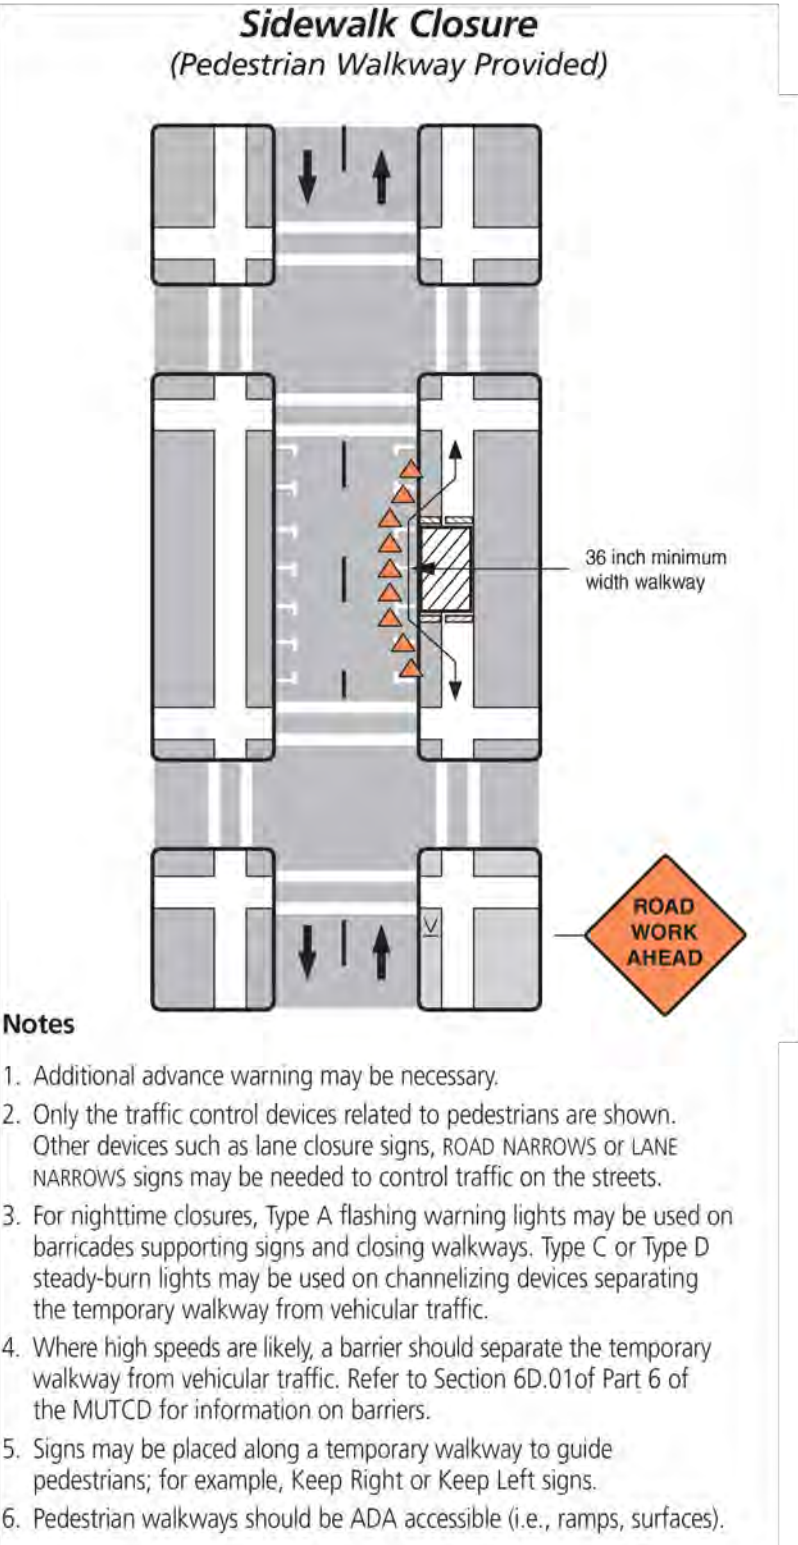 Sidewalk Closure
(Pedestrian Walkway Provided)
36 inch minimum
width walkway
ROAD
WORK
AHEAD
Notes
1. Additional advance warning may be necessary.
2. Only the traffic control devices related to pedestrians are shown.
Other devices such as lane closure signs, ROAD NARROWS or LANE
NARROWS signs may be needed to control traffic on the streets.
3. For nighttime closures, Type A flashing warning lights may be used on
barricades supporting signs and closing walkways. Type C or Type D
steady-burn lights may be used on channelizing devices separating
the temporary walkway from vehicular traffic.
4. Where high speeds are likely, a barrier should separate the temporary
walkway from vehicular traffic. Refer to Section 6D.01of Part 6 of
the MUTCD for information on barriers.
5. Signs may be placed along a temporary walkway to guide
pedestrians; for example, Keep Right or Keep Left signs.
6. Pedestrian walkways should be ADA accessible (i.e., ramps, surfaces).